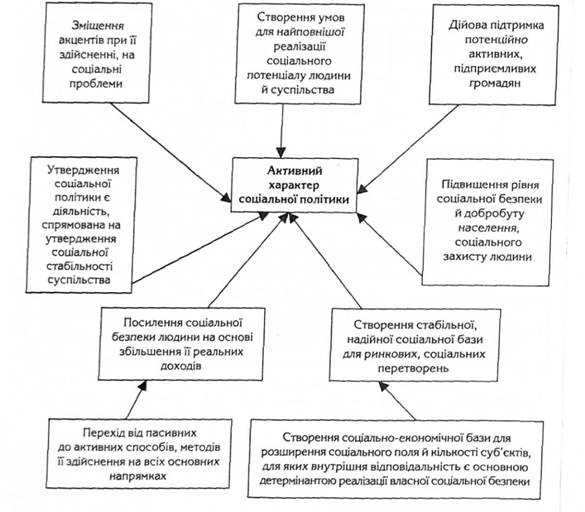 Зміщення
акцентів при її
здійсненні, на
соціальні
проблеми
Створення умов
для найповнішої
реалізації
соціального
потенціалу людини
й суспільства
Дійова підтримка
потенційно
активних,
підприємливих
громадян
Утвердження
соціальної
політики є
діяльність,
спрямована на
утвердження
соціальної
стабільності
суспільства
Активний
характер
соціальної політики
Підвищення рівня
соціальної безпеки
й добробуту
населення,
соціального
захисту людини
Посилення соціальної
безпеки людини на основі
збільшення її реальних
доходів
Створення стабільної,
надійної соціальної бази
для ринкових, соціальних
перетворень
Перехід від пасивних
до активних способів, методів
її здійснення на всіх основних
напрямках
Створення соціально-економічної бази для
розширення соціального поля й кількості суб’єктів,
для яких внутрішня відповідальність є основною
детермінантою реалізації власної соціальної безпеки